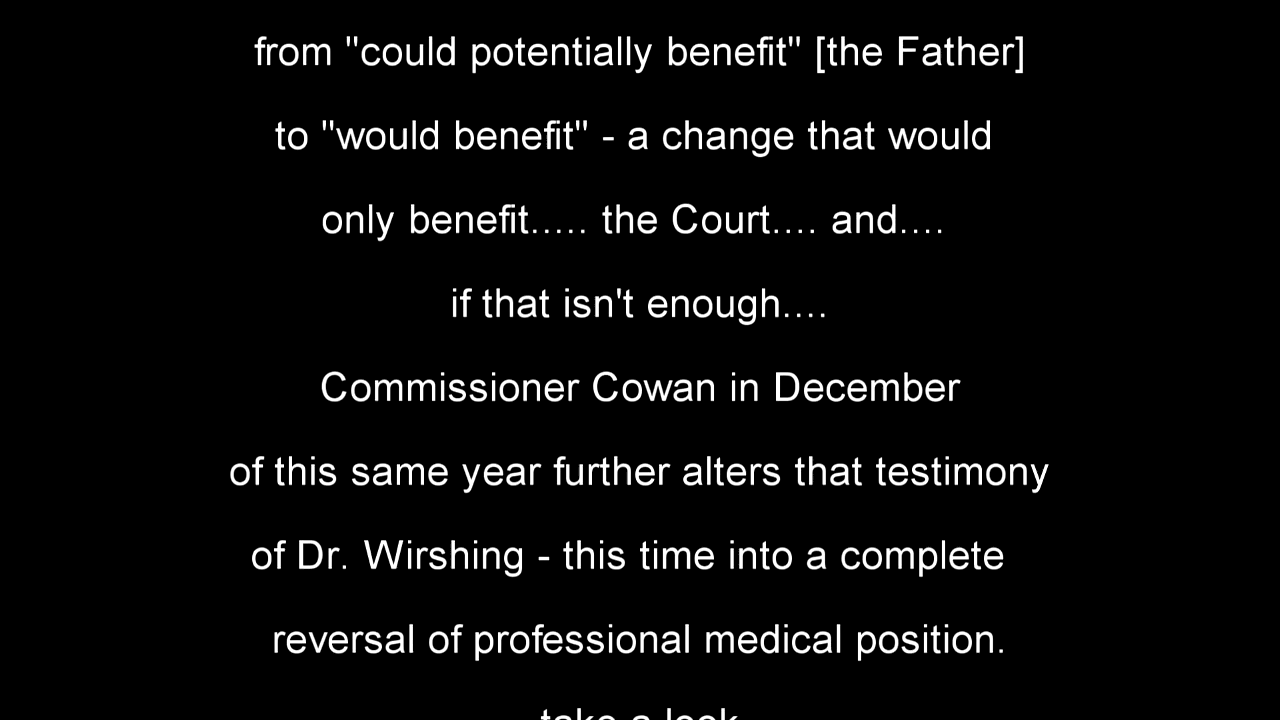 from "could potentially benefit" [the Father]
to "would benefit" - a change that would
only benefit..... the Court.... and....
if that isn't enough....
Commissioner Cowan in December
of this same year further alters that testimony
of Dr. Wirshing - this time into a complete
reversal of professional medical position.
take a look